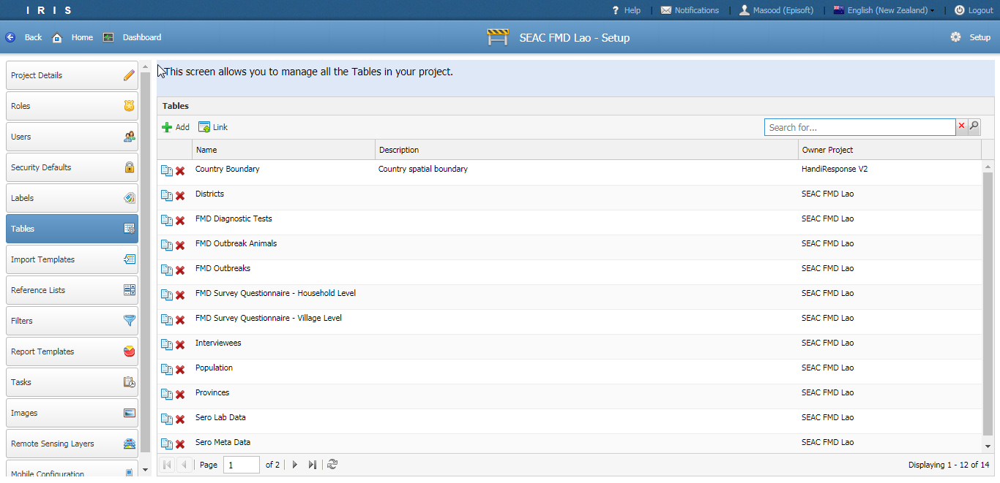 I R I S
? Help Notifications Masood (Episoft) English (New Zealand) Logout
Back Home Dashboard SEAC FMD Lao - Setup Setup
Project Details
Roles
Users
Security Defaults
Labels
Tables
Import Templates
Reference Lists
Filters
Report Templates
Tasks
Images
Remote Sensing Layers
Mobile Configuration
This screen allows you to manage all the Tables in your project.
Tables
Add Link Search for...
Name Description Owner Project
Country Boundary Country spatial boundary HandiResponse V2
Districts SEAC FMD Lao
FMD Diagnostic Tests SEAC FMD Lao
FMD Outbreak Animals SEAC FMD Lao
FMD Outbreaks SEAC FMD Lao
FMD Survey Questionnaire - Household Level SEAC FMD Lao
FMD Survey Questionnaire - Village Level SEAC FMD Lao
Interviewees SEAC FMD Lao
Population SEAC FMD Lao
Provinces SEAC FMD Lao
Sero Lab Data SEAC FMD Lao
Sero Meta Data SEAC FMD Lao
Page 1 of 2 Displaying 1 - 12 of 14